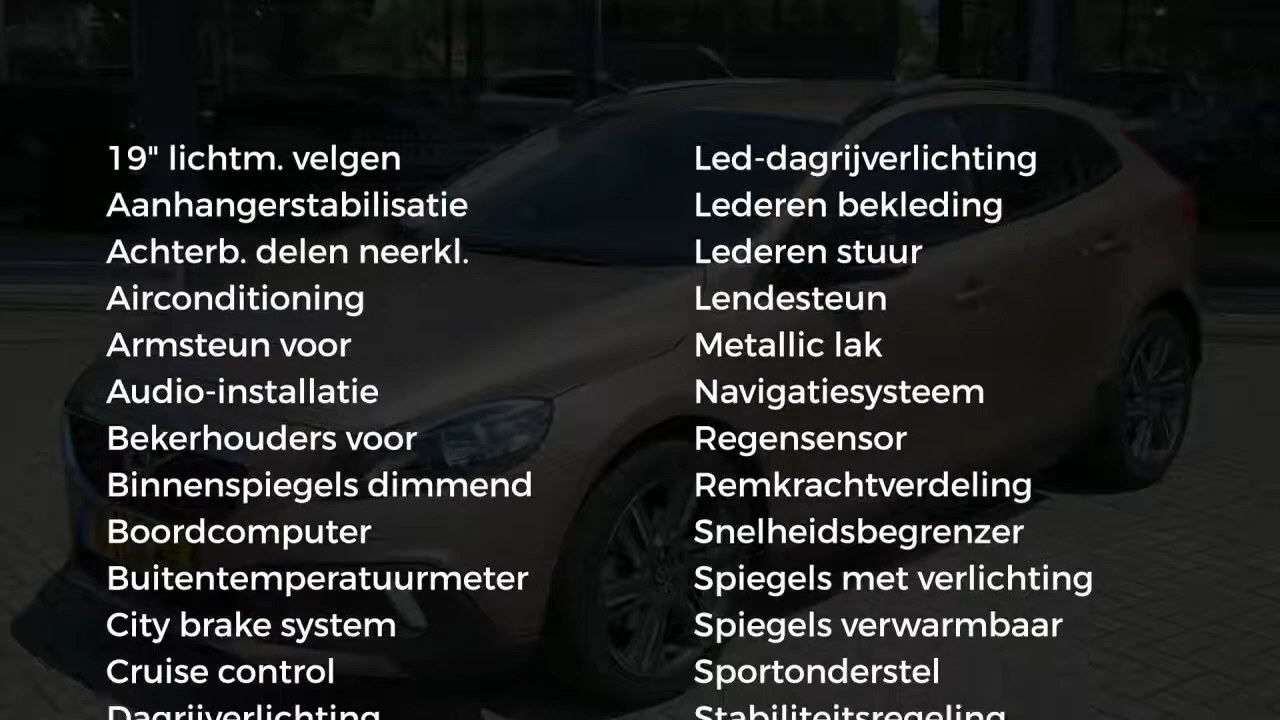 19" lichtm. velgen
Aanhangerstabilisatie
Achterb. delen neerkl.
Airconditioning
Armsteun voor
Audio-installatie
Bekerhouders voor
Binnenspiegels dimmend
Boordcomputer
Buitentemperatuurmeter
City brake system
Cruise control
Dagrijverlichting
Led-dagrijverlichting
Lederen bekleding
Lederen stuur
Lendesteun
Metallic lak
Navigatiesysteem
Regensensor
Remkrachtverdeling
Snelheidsbegrenzer
Spiegels met verlichting
Spiegels verwarmbaar
Sportonderstel
Stabiliteitsregeling